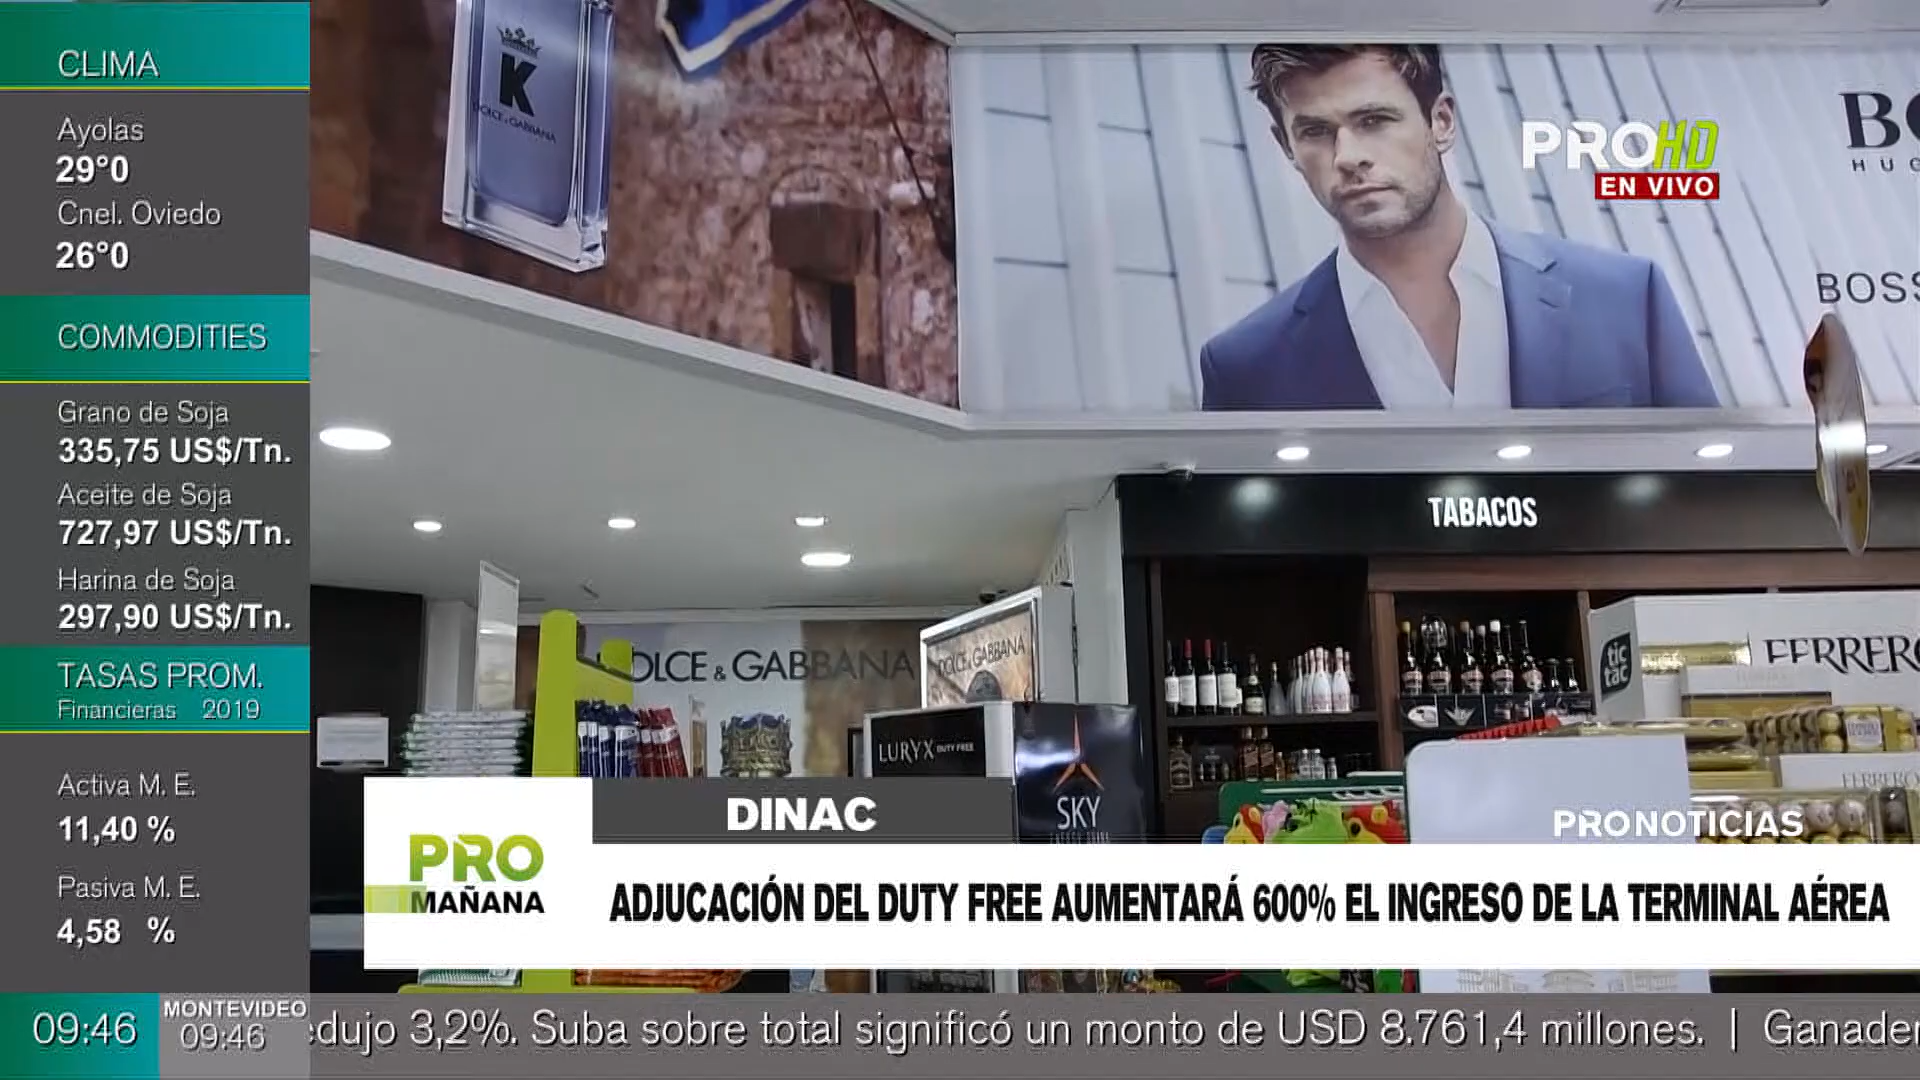 CLIMA
Ayolas
29°0
Cnel. Oviedo
26°0
COMMODITIES
Grano de Soja
335,75 US$/Tn.
Aceite de Soja
727,97 US$/Tn.
Harina de Soja
297,90 US$/Tn.
TASAS PROM.
Financieras 2019
Activa M. E.
11,40 %
Pasiva M. E.
4,58 %
K
DOLCE & GABBANA
PROHD
EN VIVO
BO
HUG
BOSS
TABACOS
DOLCE & GABBANA
DOLCE & GABBANA
tic tac
FERRERO
FERRERO
LURYX DUTY FREE
SKY
DINAC
PRONOTICIAS
PRO
MAÑANA
ADJUCACIÓN DEL DUTY FREE AUMENTARÁ 600% EL INGRESO DE LA TERMINAL AÉREA
09:46
MONTEVIDEO
09:46
edujo 3,2%. Suba sobre total significó un monto de USD 8.761,4 millones. | Ganader